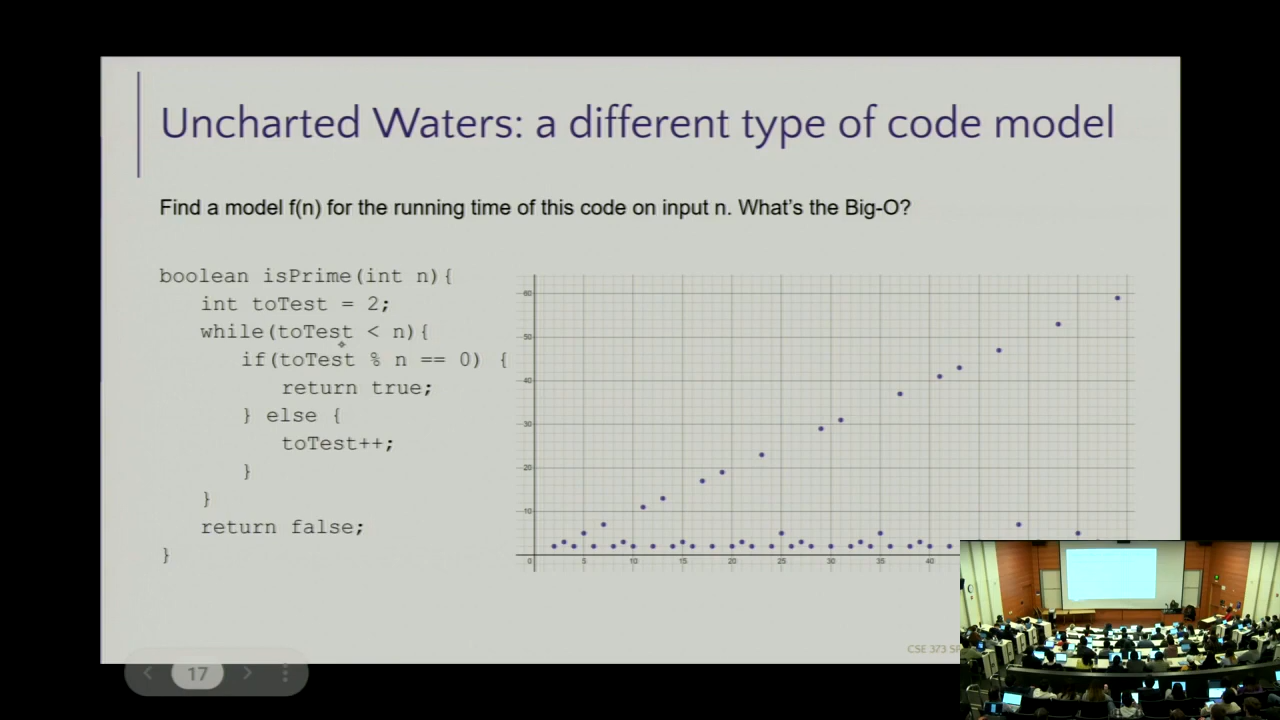 Uncharted Waters: a different type of code model
Find a model f(n) for the running time of this code on input n. What's the Big-O?
boolean isPrime(int n){
int toTest = 2;
while(toTest < n){
if(toTest % n == 0) {
return true;
} else {
toTest++;
}
}
return false;
}
60
50
40
30
20
10
0 5 10 15 20 25 30 35 40
CSE 373
17